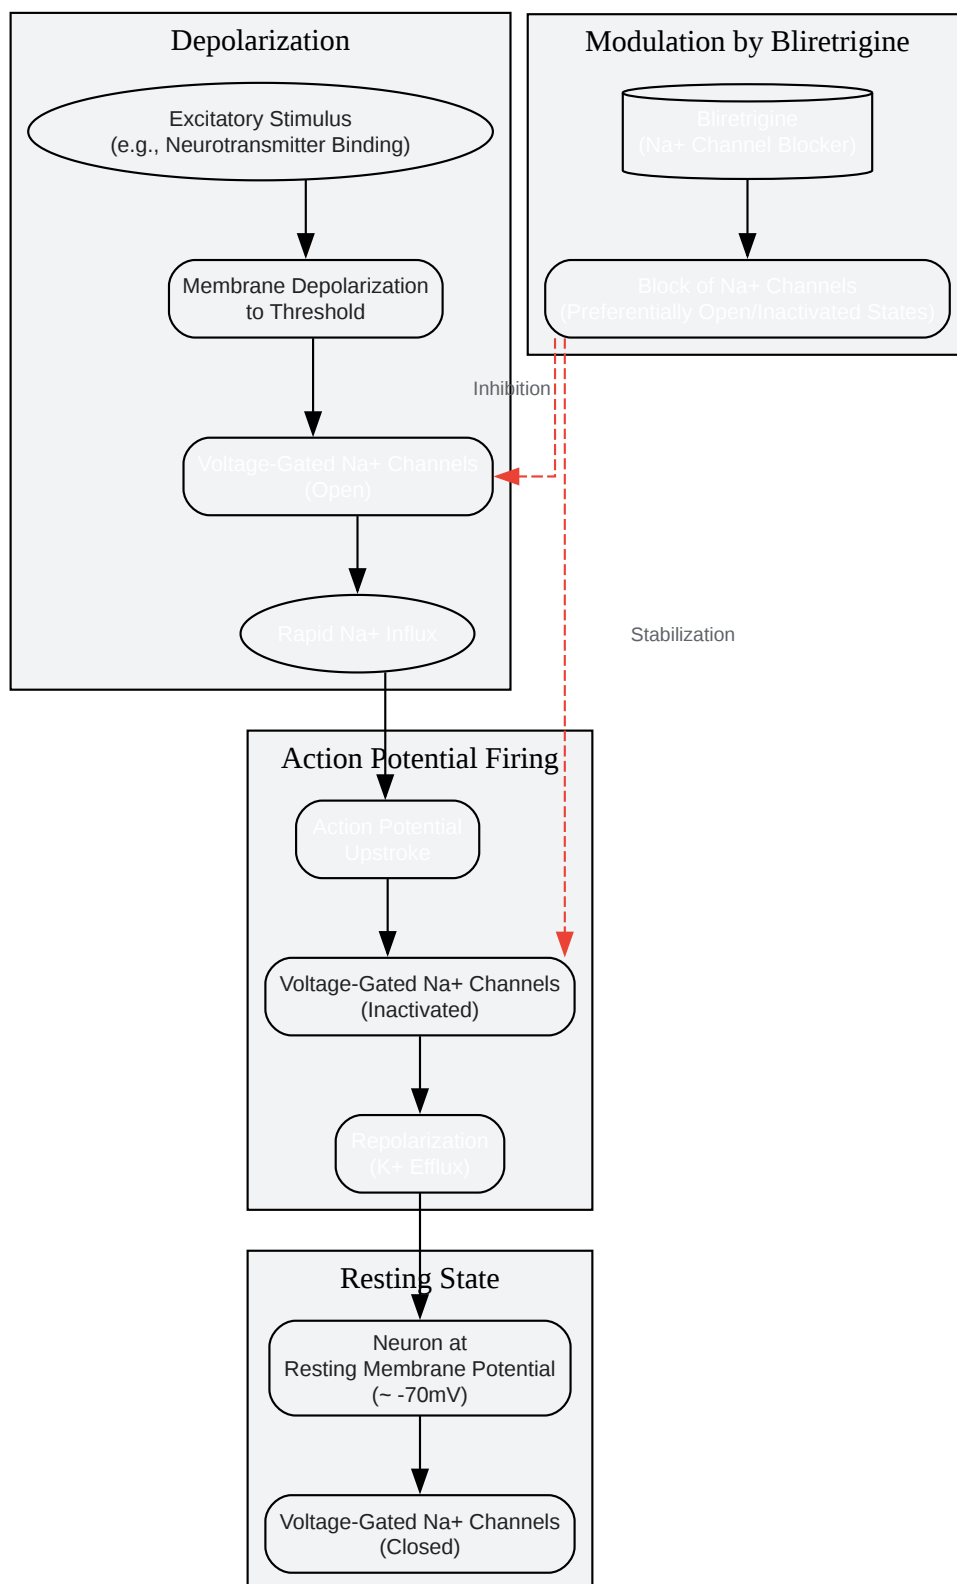 Depolarization
Excitatory Stimulus
(e.g., Neurotransmitter Binding)
Membrane Depolarization
to Threshold
Voltage-Gated Na+ Channels
(Open)
Rapid Na+ Influx
Modulation by Bliretrigine
Bliretrigine
(Na+ Channel Blocker)
Block of Na+ Channels
(Preferentially Open/Inactivated States)
Inhibition
Stabilization
Action Potential Firing
Action Potential
Upstroke
Voltage-Gated Na+ Channels
(Inactivated)
Repolarization
(K+ Efflux)
Resting State
Neuron at
Resting Membrane Potential
(~ -70mV)
Voltage-Gated Na+ Channels
(Closed)